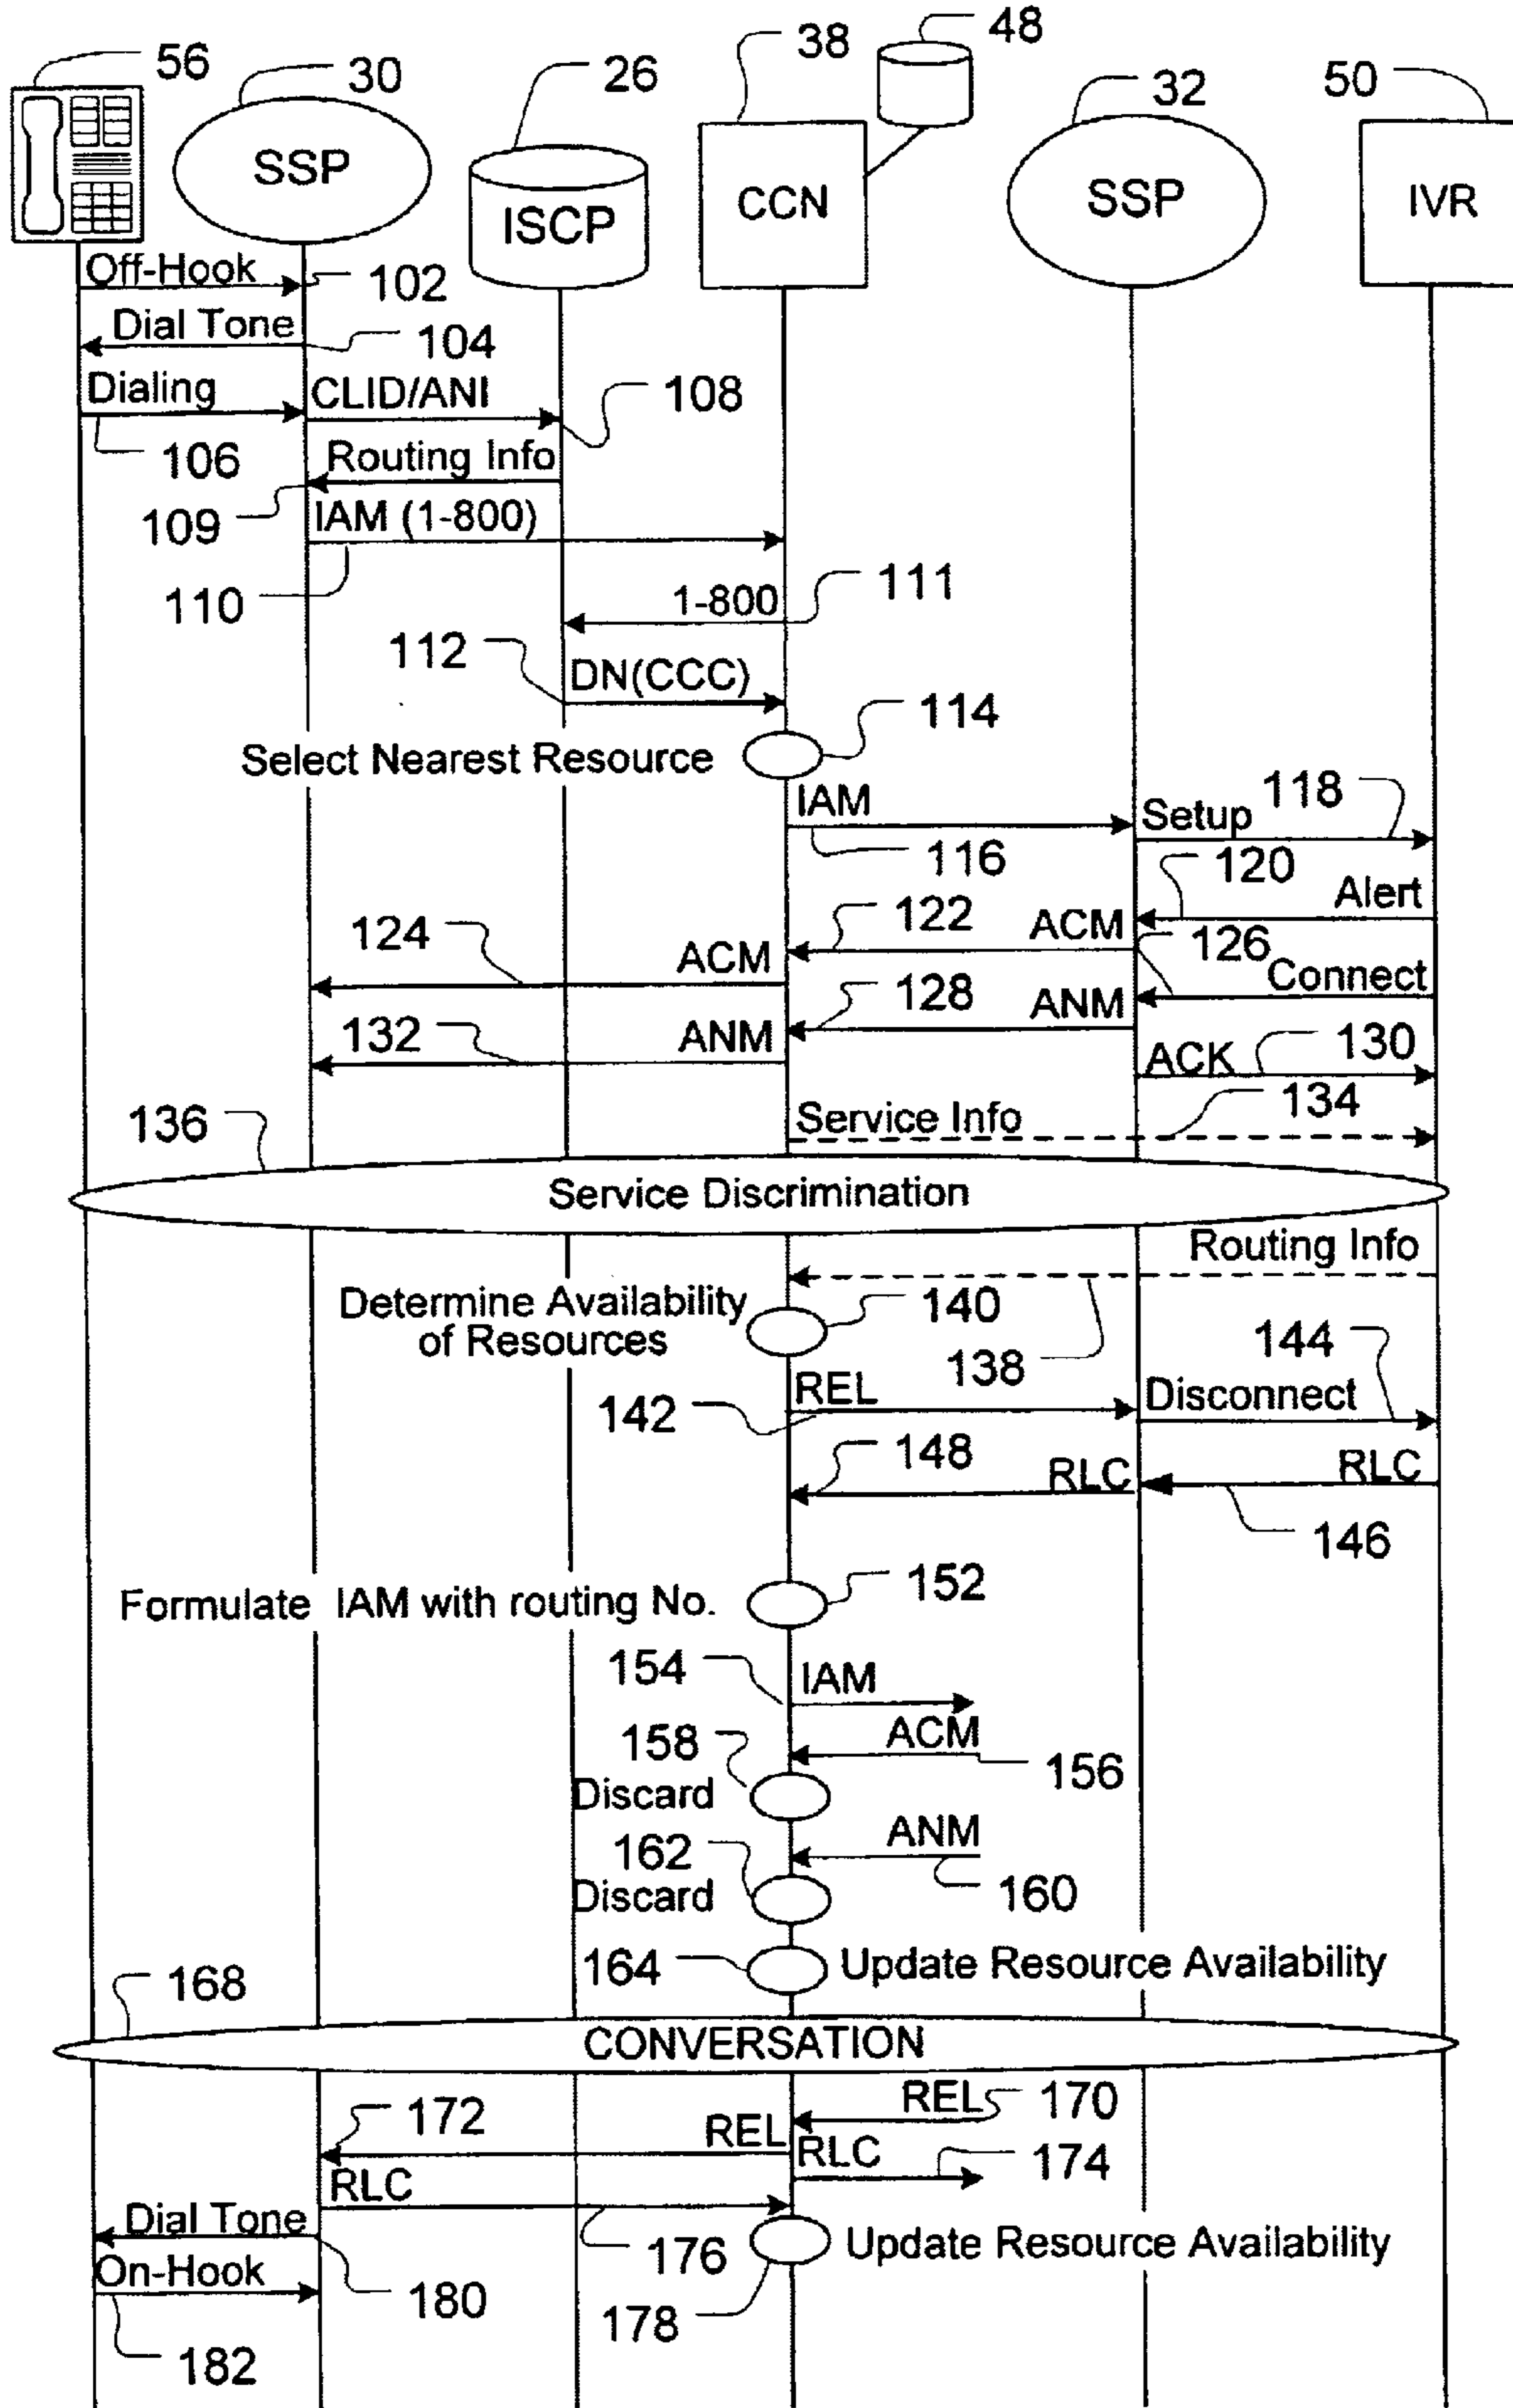 56
30
26
38
48
32
50
SSP
ISCP
CCN
SSP
IVR
Off-Hook
102
Dial Tone
104
Dialing
CLID/ANI
108
106
Routing Info
109
IAM (1-800)
110
1-800
111
112
DN(CCC)
114
Select Nearest Resource
IAM
116
Setup
118
120
Alert
122
ACM
124
ACM
126
Connect
128
ANM
132
ANM
ACK
130
Service Info
134
136
Service Discrimination
Routing Info
Determine Availability
of Resources
140
138
144
REL
142
Disconnect
148
RLC
RLC
146
152
Formulate IAM with routing No.
154
IAM
158
ACM
156
Discard
162
ANM
160
Discard
164
Update Resource Availability
168
CONVERSATION
REL
170
172
REL
RLC
174
RLC
176
Dial Tone
Update Resource Availability
On-Hook
180
178
182